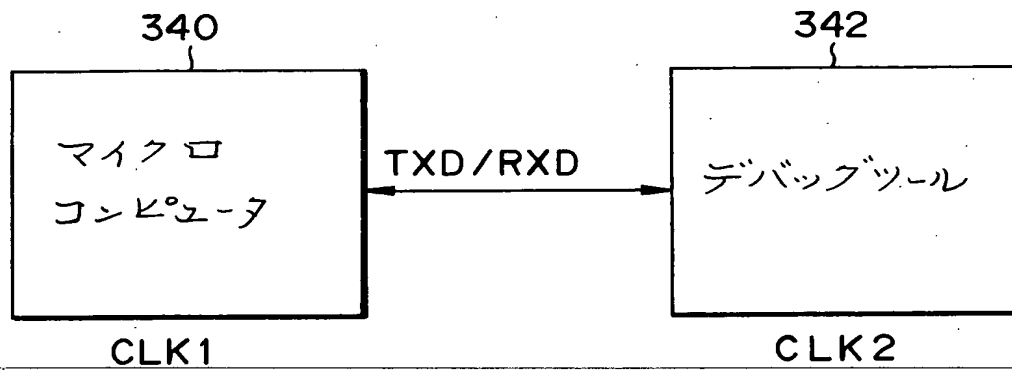 340
342
マイクロ
コンピュータ
TXD/RXD
デバッグツール
CLK1
CLK2